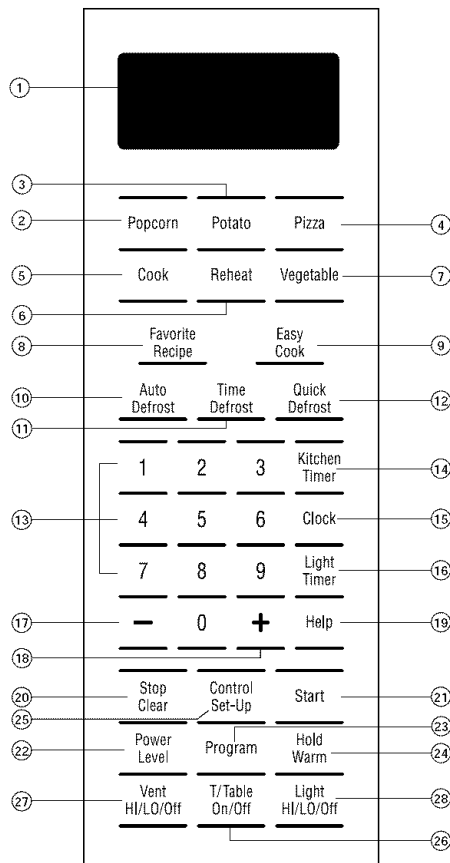 1
3
2 Popcorn Potato Pizza 4
5 Cook Reheat Vegetable 7
6
8 Favorite Recipe Easy Cook 9
10 Auto Defrost Time Defrost Quick Defrost 12
11
1 2 3 Kitchen Timer 14
13 4 5 6 Clock 15
7 8 9 Light Timer 16
17 – 0 + Help 19
18
20 Stop Clear Control Set-Up Start 21
25
22 Power Level Program Hold Warm 24
23
27 Vent HI/LO/Off T/Table On/Off Light HI/LO/Off 28
26